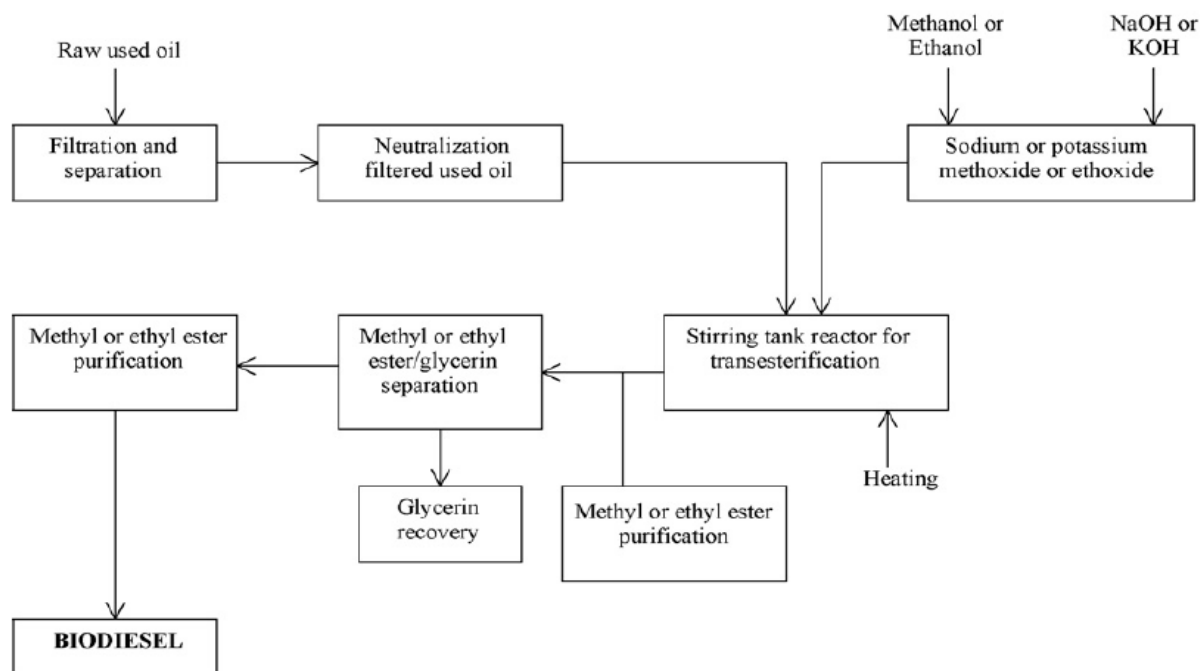 Raw used oil
Methanol or
Ethanol
NaOH or
KOH
Filtration and
separation
Neutralization
filtered used oil
Sodium or potassium
methoxide or ethoxide
Methyl or ethyl ester
purification
Methyl or ethyl
ester/glycerin
separation
Stirring tank reactor for
transesterification
Heating
Glycerin
recovery
Methyl or ethyl ester
purification
BIODIESEL